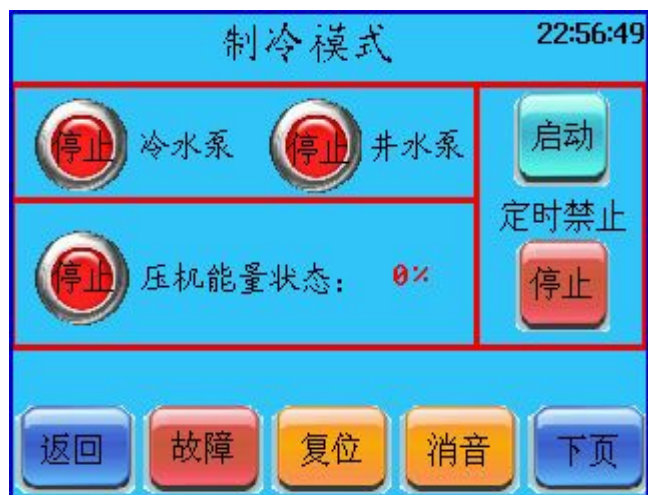 制冷模式 22:56:49
停止 冷水泵 停止 井水泵 启动
定时禁止
停止 压机能量状态： 0% 停止
返回 故障 复位 消音 下页